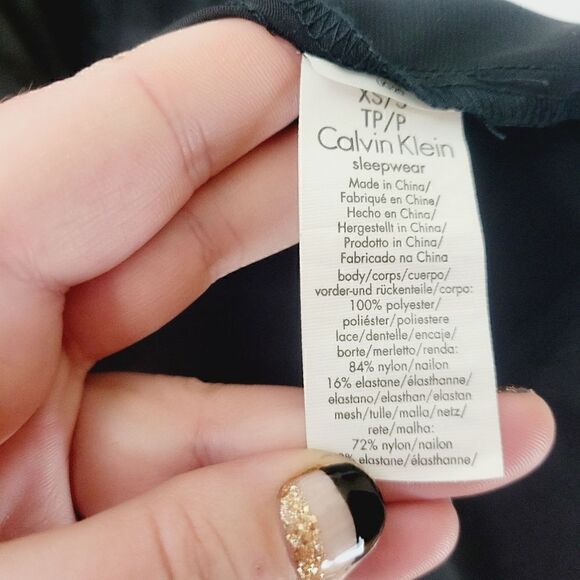 XS/S
TP/P
Calvin Klein
sleepwear
Made in China/
Fabriqué en Chine/
Hecho en China/
Hergestellt in China/
Prodotto in China/
Fabricado na China
body/corps/cuerpo/
vorder-und rückenteile/corpo:
100% polyester/
poliéster/poliestere
lace/dentelle/encaje/
borte/merletto/renda:
84% nylon/nailon
16% elastane/élasthanne/
elastano/elasthan/elastan
mesh/tulle/malla/netz/
rete/malha:
72% nylon/nailon
elastane/élasthanne/